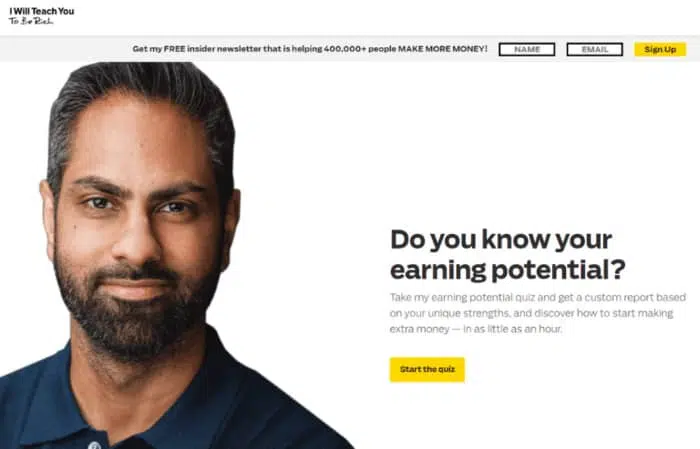 I Will Teach You
To Be Rich
Get my FREE insider newsletter that is helping 400,000+ people MAKE MORE MONEY!
NAME
EMAIL
Sign Up
Do you know your
earning potential?
Take my earning potential quiz and get a custom report based
on your unique strengths, and discover how to start making
extra money — in as little as an hour.
Start the quiz